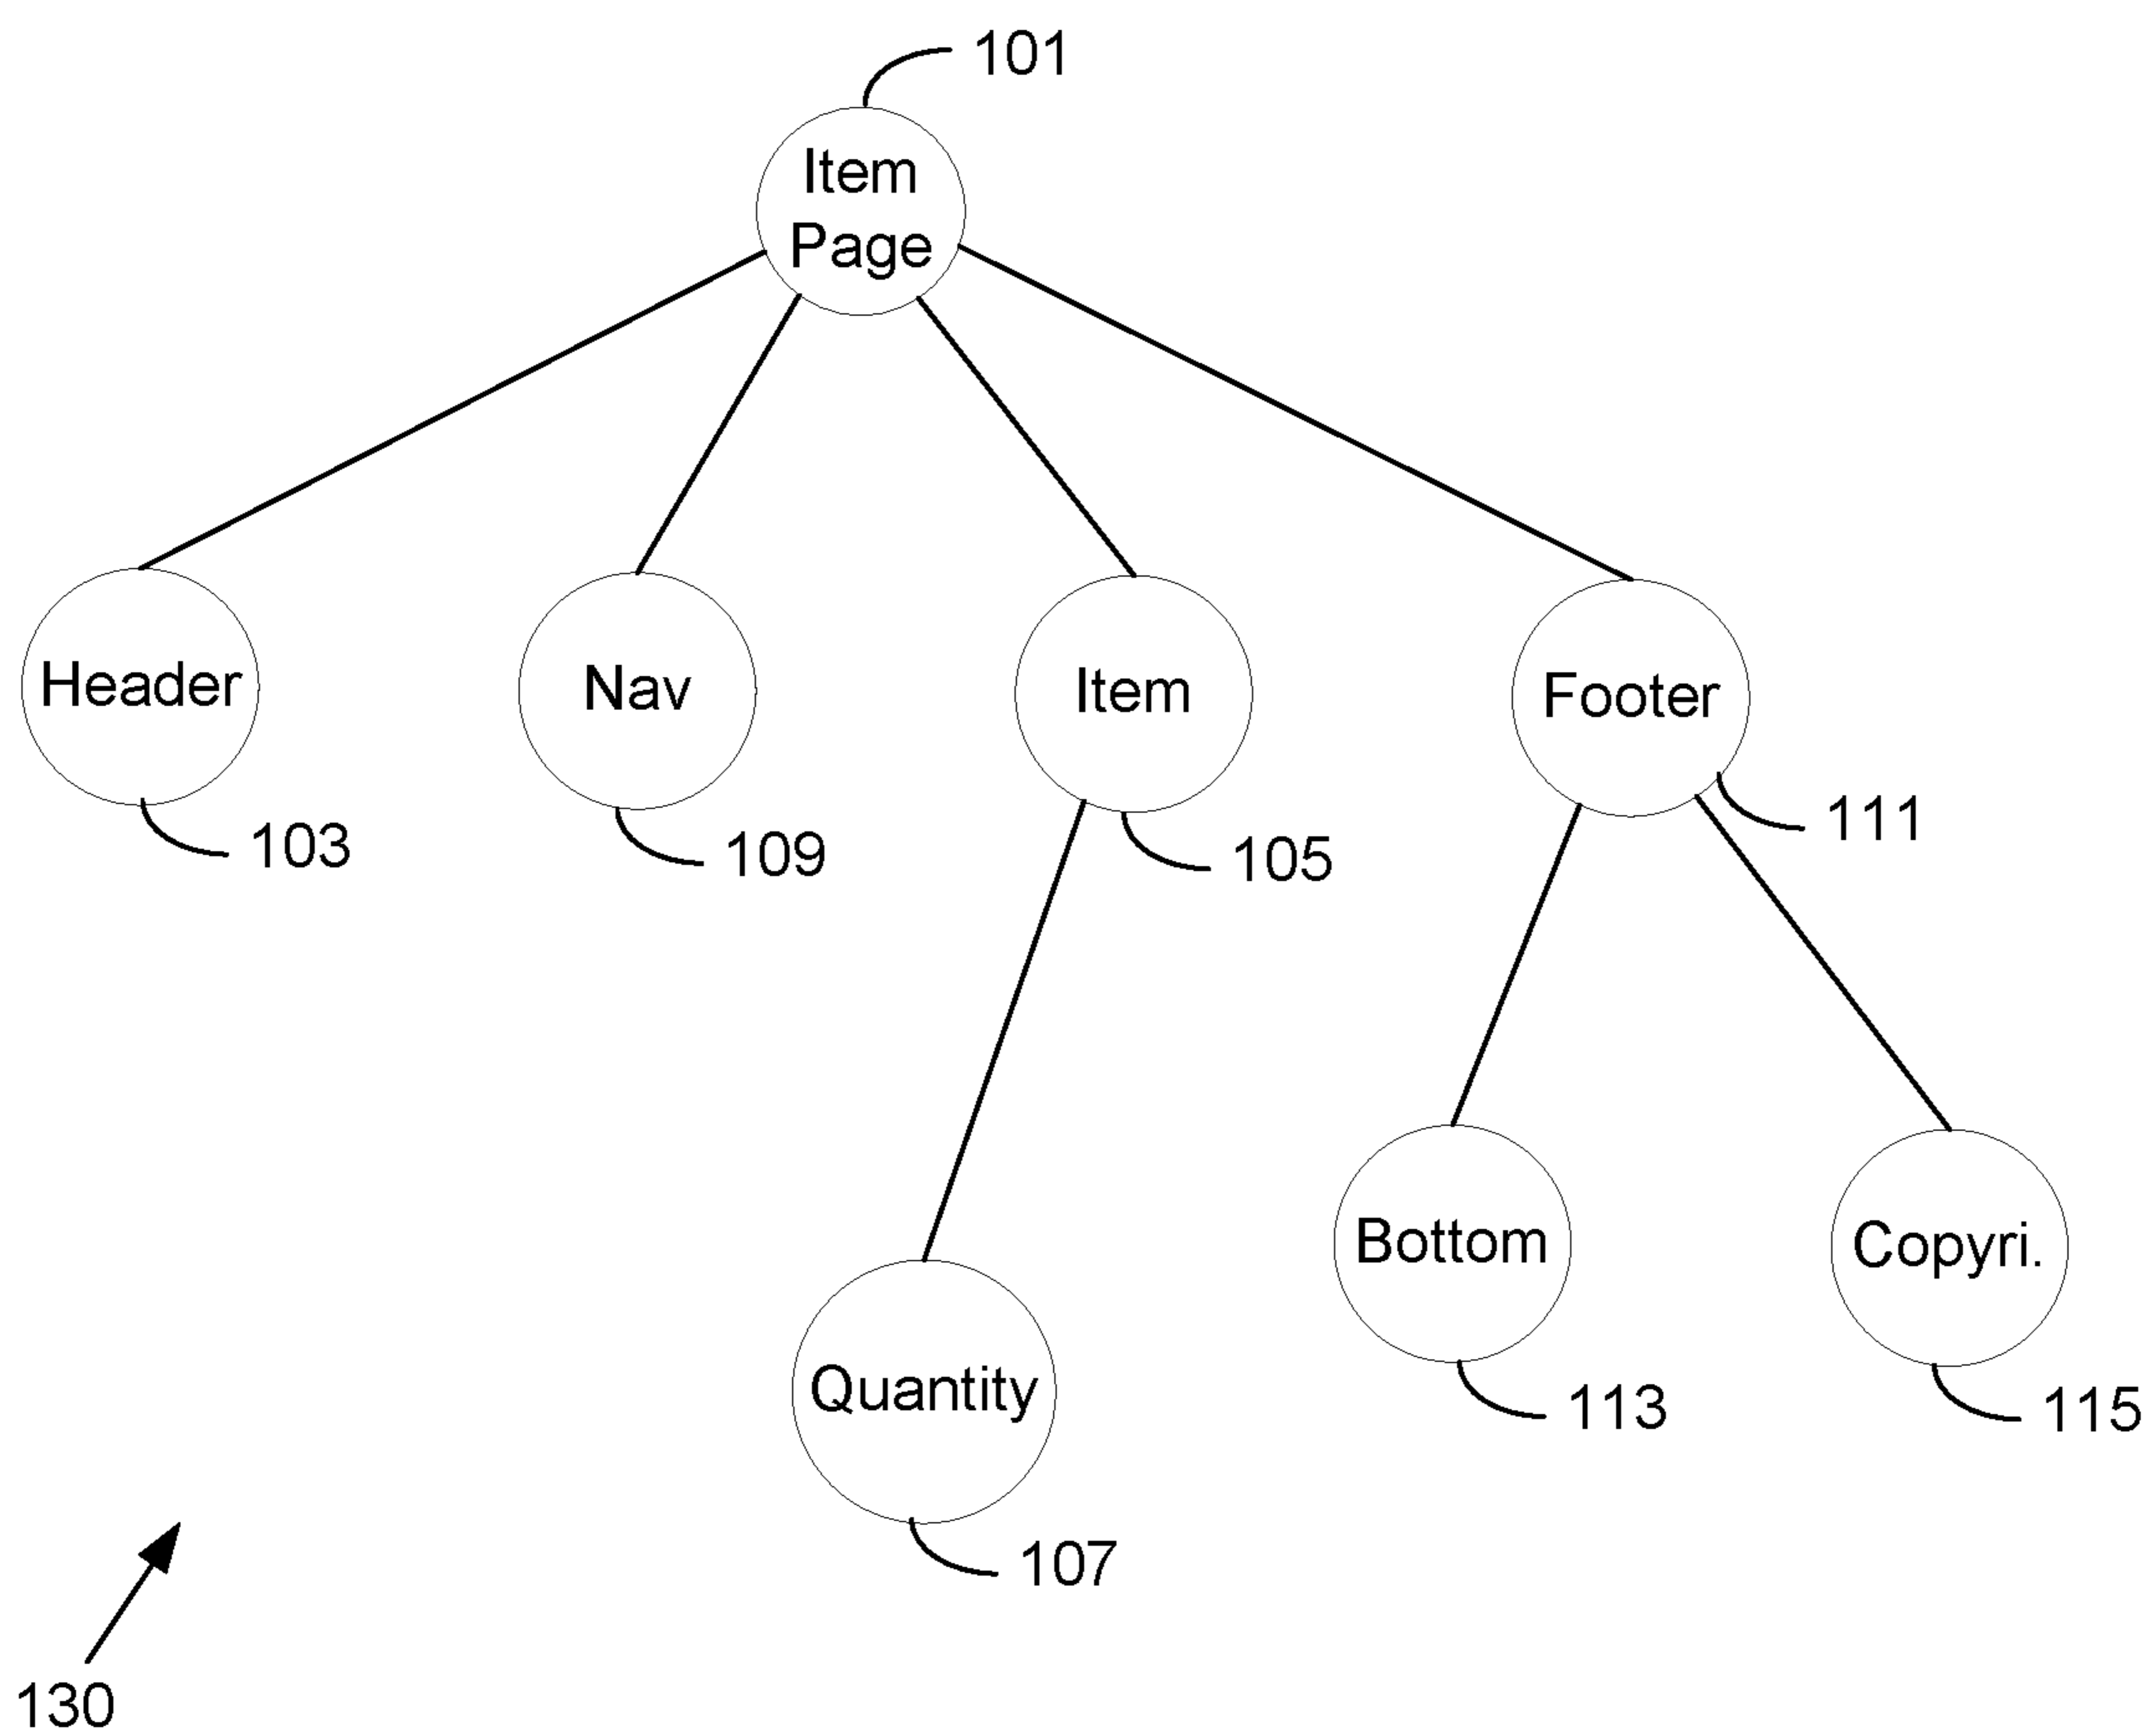 101
Item
Page
Header
Nav
Item
Footer
103
109
105
111
Bottom
Copyri.
Quantity
113
115
107
130